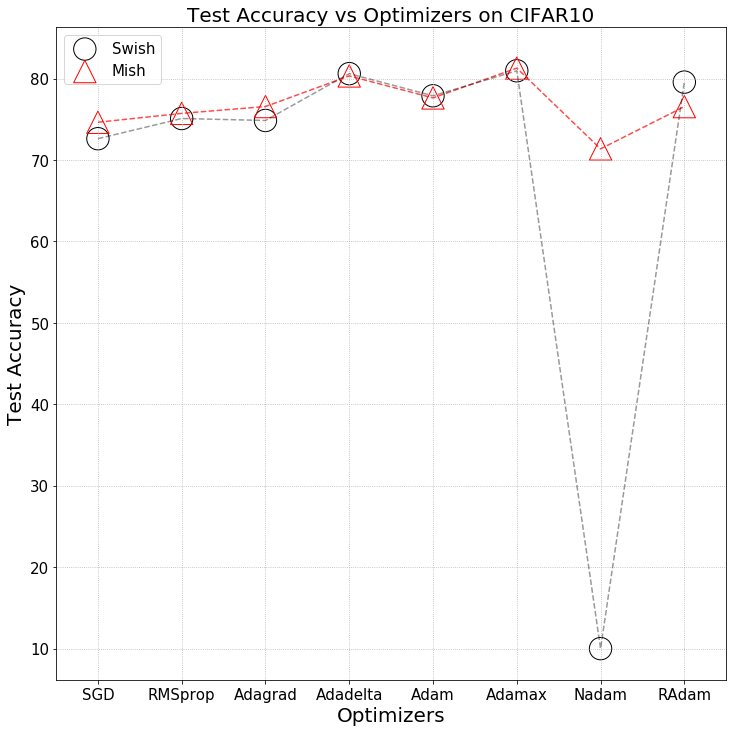 Test Accuracy vs Optimizers on CIFAR10
Swish
Mish
Test Accuracy
80
70
60
50
40
30
20
10
SGD RMSprop Adagrad Adadelta Adam Adamax Nadam RAdam
Optimizers